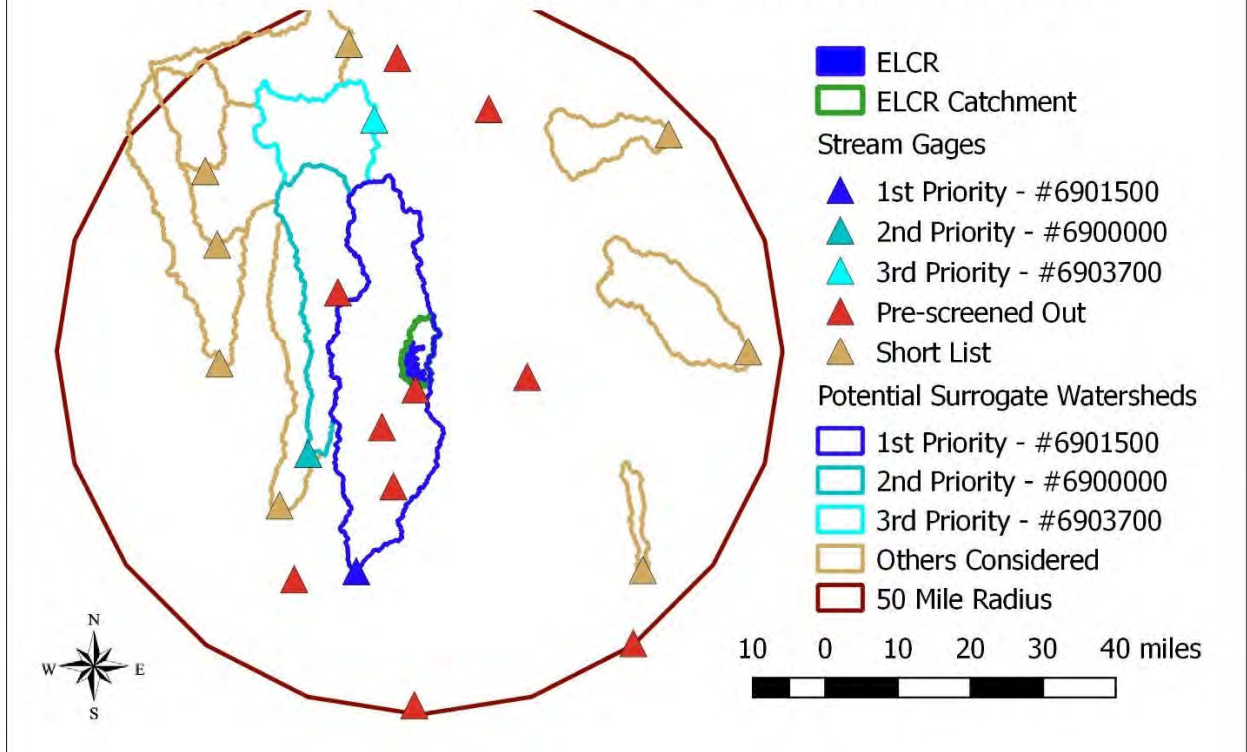 ELCR
ELCR Catchment
Stream Gages
1st Priority - #6901500
2nd Priority - #6900000
3rd Priority - #6903700
Pre-screened Out
Short List
Potential Surrogate Watersheds
1st Priority - #6901500
2nd Priority - #6900000
3rd Priority - #6903700
Others Considered
50 Mile Radius
N
W E
S
10 0 10 20 30 40 miles